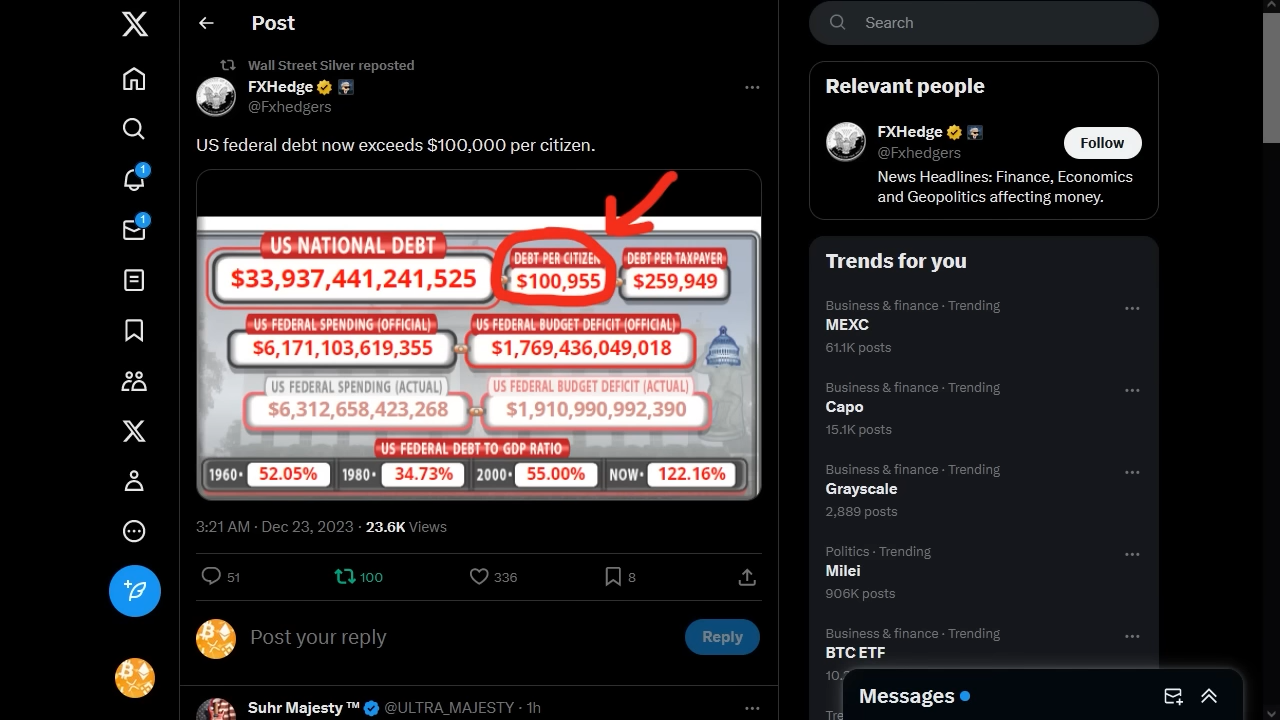 Post
Wall Street Silver reposted
FXHedge
@Fxhedgers
US federal debt now exceeds $100,000 per citizen.
US NATIONAL DEBT
$33,937,441,241,525
DEBT PER CITIZEN
$100,955
DEBT PER TAXPAYER
$259,949
US FEDERAL SPENDING (OFFICIAL)
$6,171,103,619,355
US FEDERAL BUDGET DEFICIT (OFFICIAL)
$1,769,436,049,018
US FEDERAL SPENDING (ACTUAL)
$6,312,658,423,268
US FEDERAL BUDGET DEFICIT (ACTUAL)
$1,910,990,992,390
US FEDERAL DEBT TO GDP RATIO
1960• 52.05% 1980• 34.73% 2000• 55.00% NOW• 122.16%
3:21 AM · Dec 23, 2023 · 23.6K Views
51 100 336 8
Post your reply
Reply
Suhr Majesty ™ @ULTRA_MAJESTY · 1h
Search
Relevant people
FXHedge
@Fxhedgers
Follow
News Headlines: Finance, Economics
and Geopolitics affecting money.
Trends for you
Business & finance · Trending
MEXC
61.1K posts
Business & finance · Trending
Capo
15.1K posts
Business & finance · Trending
Grayscale
2,889 posts
Politics · Trending
Milei
906K posts
Business & finance · Trending
BTC ETF
Messages
1
1